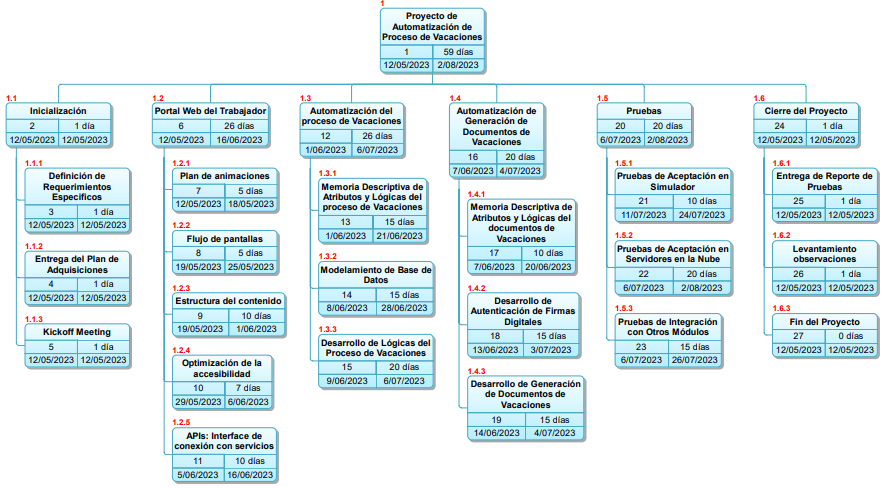 1
Proyecto de
Automatización de
Proceso de Vacaciones
1 59 días
12/05/2023 2/08/2023
1.1
Inicialización
2 1 día
12/05/2023 12/05/2023
1.1.1
Definición de
Requerimientos
Específicos
3 1 día
12/05/2023 12/05/2023
1.1.2
Entrega del Plan de
Adquisiciones
4 1 día
12/05/2023 12/05/2023
1.1.3
Kickoff Meeting
5 1 día
12/05/2023 12/05/2023
1.2
Portal Web del Trabajador
6 26 días
12/05/2023 16/06/2023
1.2.1
Plan de animaciones
7 5 días
12/05/2023 18/05/2023
1.2.2
Flujo de pantallas
8 5 días
19/05/2023 25/05/2023
1.2.3
Estructura del contenido
9 10 días
19/05/2023 1/06/2023
1.2.4
Optimización de la
accesibilidad
10 7 días
29/05/2023 6/06/2023
1.2.5
APIs: Interface de
conexión con servicios
11 10 días
5/06/2023 16/06/2023
1.3
Automatización del
proceso de Vacaciones
12 26 días
1/06/2023 6/07/2023
1.3.1
Memoria Descriptiva de
Atributos y Lógicas del
proceso de Vacaciones
13 15 días
1/06/2023 21/06/2023
1.3.2
Modelamiento de Base de
Datos
14 15 días
8/06/2023 28/06/2023
1.3.3
Desarrollo de Lógicas del
Proceso de Vacaciones
15 20 días
9/06/2023 6/07/2023
1.4
Automatización de
Generación de
Documentos de
Vacaciones
16 20 días
7/06/2023 4/07/2023
1.4.1
Memoria Descriptiva de
Atributos y Lógicas del
documentos de
Vacaciones
17 10 días
7/06/2023 20/06/2023
1.4.2
Desarrollo de
Autenticación de Firmas
Digitales
18 15 días
13/06/2023 3/07/2023
1.4.3
Desarrollo de Generación
de Documentos de
Vacaciones
19 15 días
14/06/2023 4/07/2023
1.5
Pruebas
20 20 días
6/07/2023 2/08/2023
1.5.1
Pruebas de Aceptación en
Simulador
21 10 días
11/07/2023 24/07/2023
1.5.2
Pruebas de Aceptación en
Servidores en la Nube
22 20 días
6/07/2023 2/08/2023
1.5.3
Pruebas de Integración
con Otros Módulos
23 15 días
6/07/2023 26/07/2023
1.6
Cierre del Proyecto
24 1 día
12/05/2023 12/05/2023
1.6.1
Entrega de Reporte de
Pruebas
25 1 día
12/05/2023 12/05/2023
1.6.2
Levantamiento
observaciones
26 1 día
12/05/2023 12/05/2023
1.6.3
Fin del Proyecto
27 0 días
12/05/2023 12/05/2023